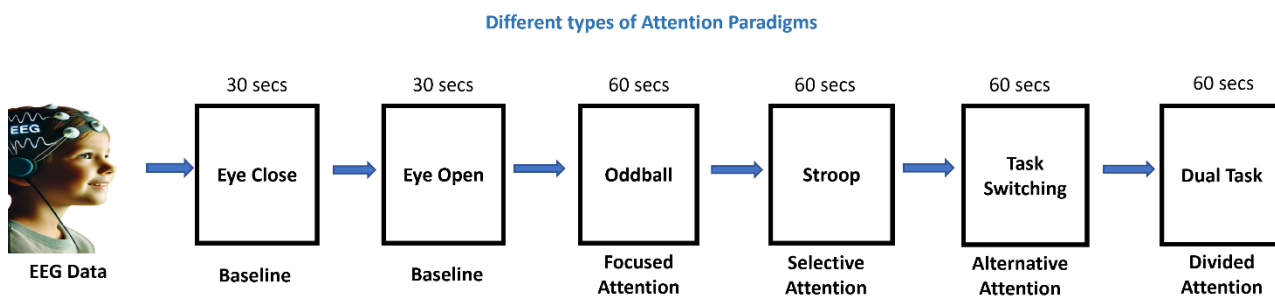 Different types of Attention Paradigms
30 secs
30 secs
60 secs
60 secs
60 secs
60 secs
EEG
Eye Close
Eye Open
Oddball
Stroop
Task
Switching
Dual Task
EEG Data
Baseline
Baseline
Focused
Attention
Selective
Attention
Alternative
Attention
Divided
Attention